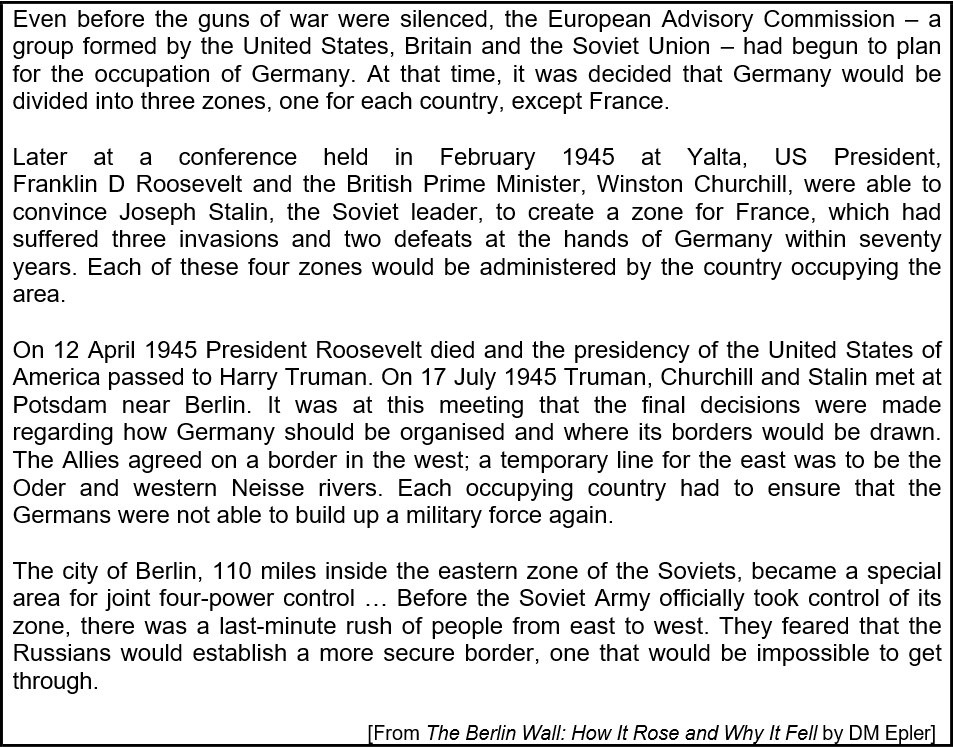 Even before the guns of war were silenced, the European Advisory Commission – a
group formed by the United States, Britain and the Soviet Union – had begun to plan
for the occupation of Germany. At that time, it was decided that Germany would be
divided into three zones, one for each country, except France.
Later at a conference held in February 1945 at Yalta, US President,
Franklin D Roosevelt and the British Prime Minister, Winston Churchill, were able to
convince Joseph Stalin, the Soviet leader, to create a zone for France, which had
suffered three invasions and two defeats at the hands of Germany within seventy
years. Each of these four zones would be administered by the country occupying the
area.
On 12 April 1945 President Roosevelt died and the presidency of the United States of
America passed to Harry Truman. On 17 July 1945 Truman, Churchill and Stalin met at
Potsdam near Berlin. It was at this meeting that the final decisions were made
regarding how Germany should be organised and where its borders would be drawn.
The Allies agreed on a border in the west; a temporary line for the east was to be the
Oder and western Neisse rivers. Each occupying country had to ensure that the
Germans were not able to build up a military force again.
The city of Berlin, 110 miles inside the eastern zone of the Soviets, became a special
area for joint four-power control … Before the Soviet Army officially took control of its
zone, there was a last-minute rush of people from east to west. They feared that the
Russians would establish a more secure border, one that would be impossible to get
through.
[From The Berlin Wall: How It Rose and Why It Fell by DM Epler]